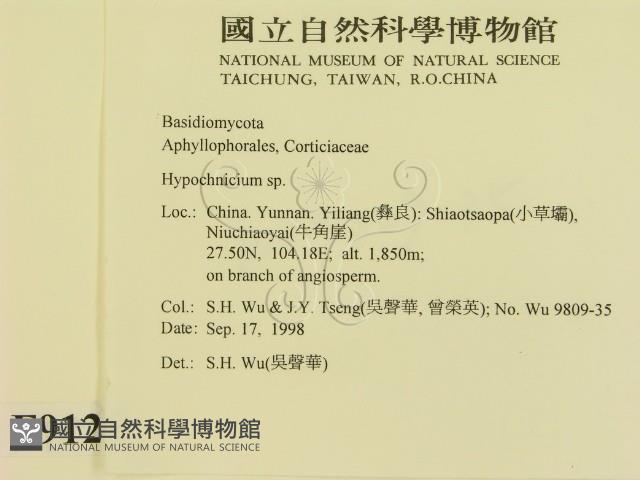 國立自然科學博物館
NATIONAL MUSEUM OF NATURAL SCIENCE
TAICHUNG, TAIWAN, R.O.CHINA
Basidiomycota
Aphyllophorales, Corticiaceae
Hypochnicium sp.
Loc.: China. Yunnan. Yiliang(彝良): Shiaotsaopa(小草壩),
Niuchiaoyai(牛角崖)
27.50N, 104.18E; alt. 1,850m;
on branch of angiosperm.
Col.: S.H. Wu & J.Y. Tseng(吳聲華, 曾榮英); No. Wu 9809-35
Date: Sep. 17, 1998
Det.: S.H. Wu(吳聲華)
國立自然科學博物館
NATIONAL MUSEUM OF NATURAL SCIENCE